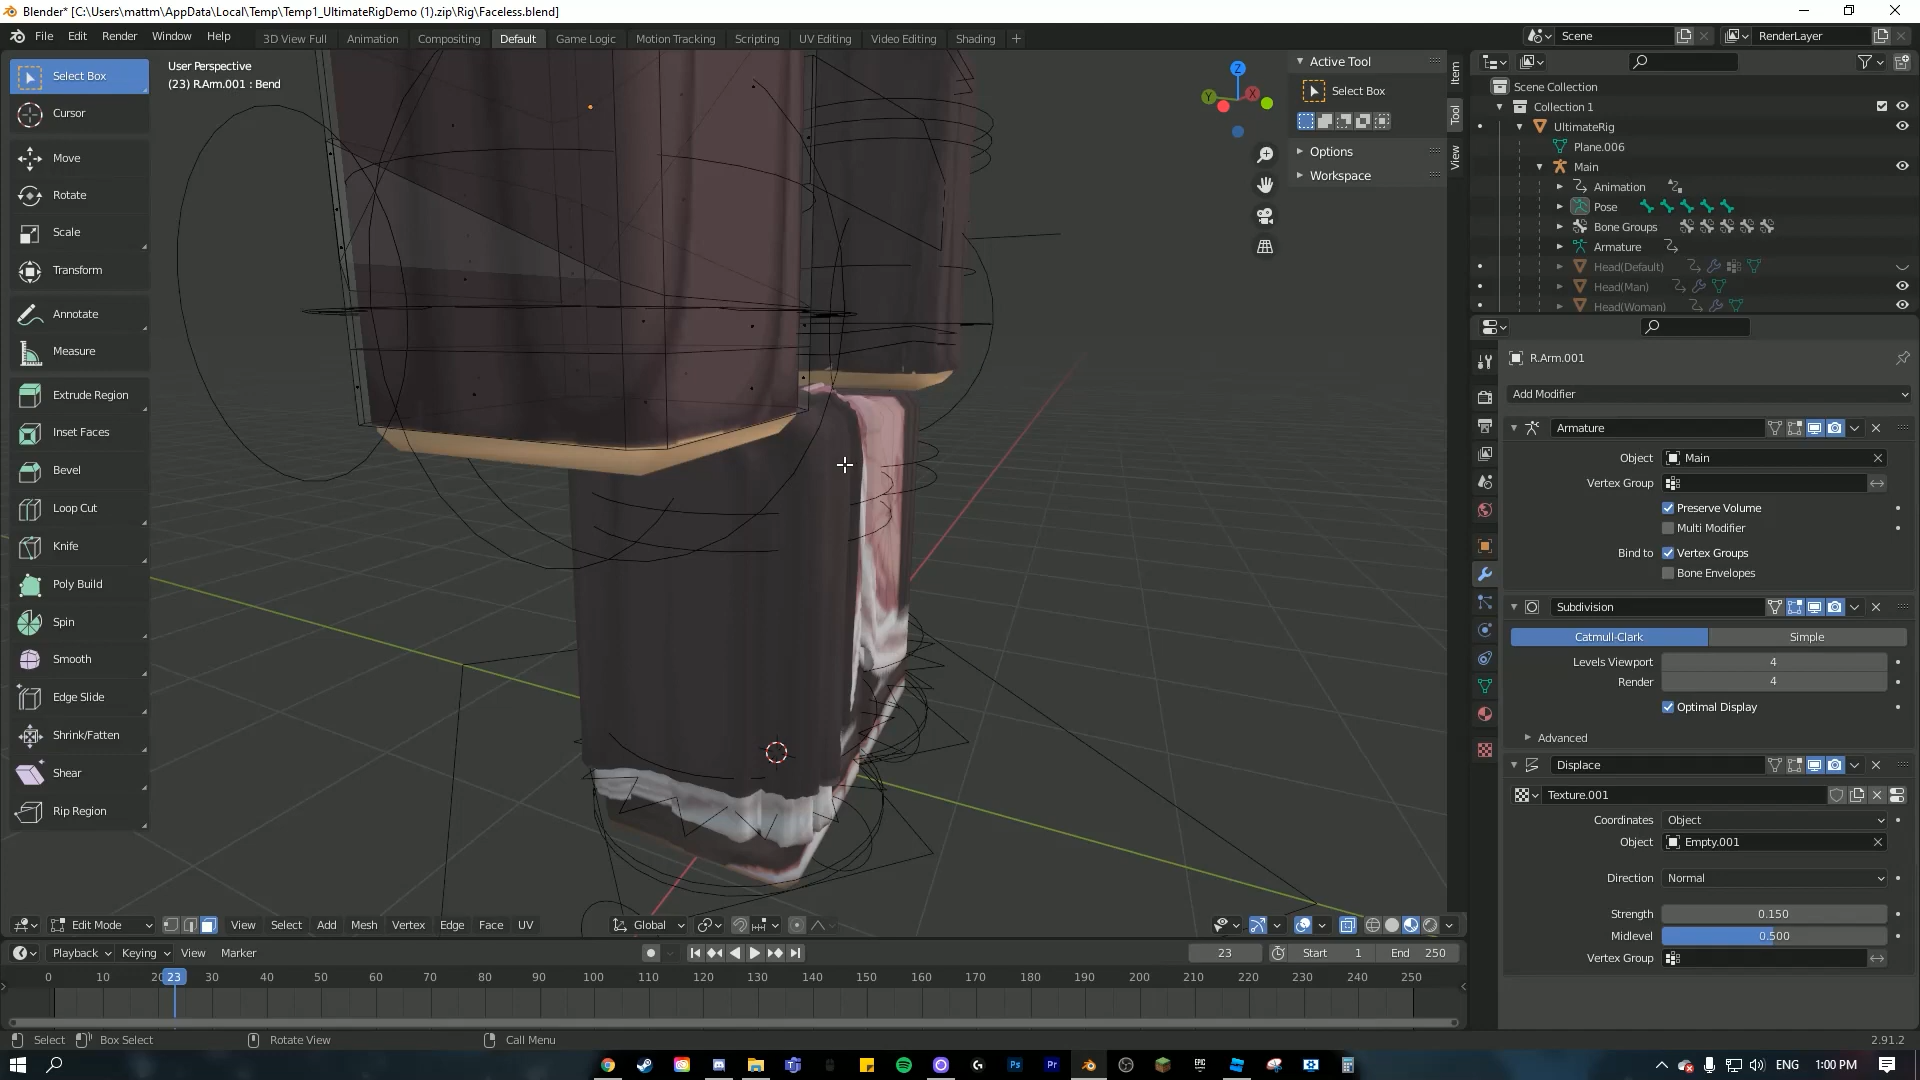 Blender* [C:\Users\mattm\AppData\Local\Temp\Temp1_UltimateRigDemo (1).zip\Rig\Faceless.blend]
File Edit Render Window Help
3D View Full Animation Compositing Default Game Logic Motion Tracking Scripting UV Editing Video Editing Shading +
Scene
RenderLayer
Select Box
Cursor
Move
Rotate
Scale
Transform
Annotate
Measure
Extrude Region
Inset Faces
Bevel
Loop Cut
Knife
Poly Build
Spin
Smooth
Edge Slide
Shrink/Fatten
Shear
Rip Region
User Perspective
(23) R.Arm.001 : Bend
Z
Y
X
Active Tool
Select Box
Options
Workspace
Item
Tool
View
Scene Collection
Collection 1
UltimateRig
Plane.006
Main
Animation
Pose
Bone Groups
Armature
Head(Default)
Head(Man)
Head(Woman)
R.Arm.001
Add Modifier
Armature
Object Main
Vertex Group
Preserve Volume
Multi Modifier
Bind to Vertex Groups
Bone Envelopes
Subdivision
Catmull-Clark Simple
Levels Viewport 4
Render 4
Optimal Display
Advanced
Displace
Texture.001
Coordinates Object
Object Empty.001
Direction Normal
Strength 0.150
Midlevel 0.500
Vertex Group
Edit Mode View Select Add Mesh Vertex Edge Face UV
Global
Playback Keying View Marker
23 Start 1 End 250
0 10 20 23 30 40 50 60 70 80 90 100 110 120 130 140 150 160 170 180 190 200 210 220 230 240 250
Select Box Select Rotate View Call Menu
2.91.2
ENG 1:00 PM